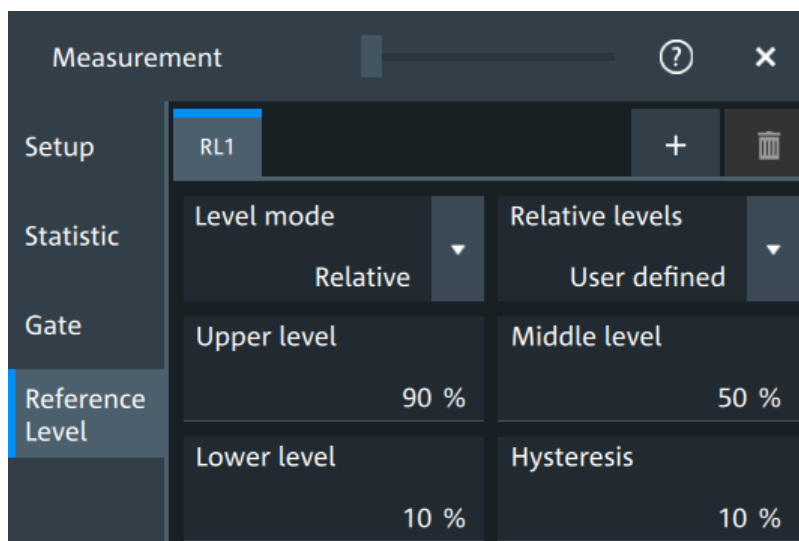 Measurement
?
×
Setup
RL1
+
Statistic
Level mode
Relative
Relative levels
User defined
Gate
Upper level
90 %
Middle level
50 %
Reference
Level
Lower level
10 %
Hysteresis
10 %